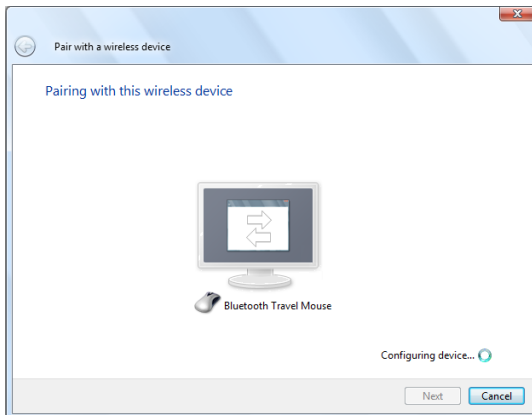 Pair with a wireless device
Pairing with this wireless device
Bluetooth Travel Mouse
Configuring device...
Next
Cancel